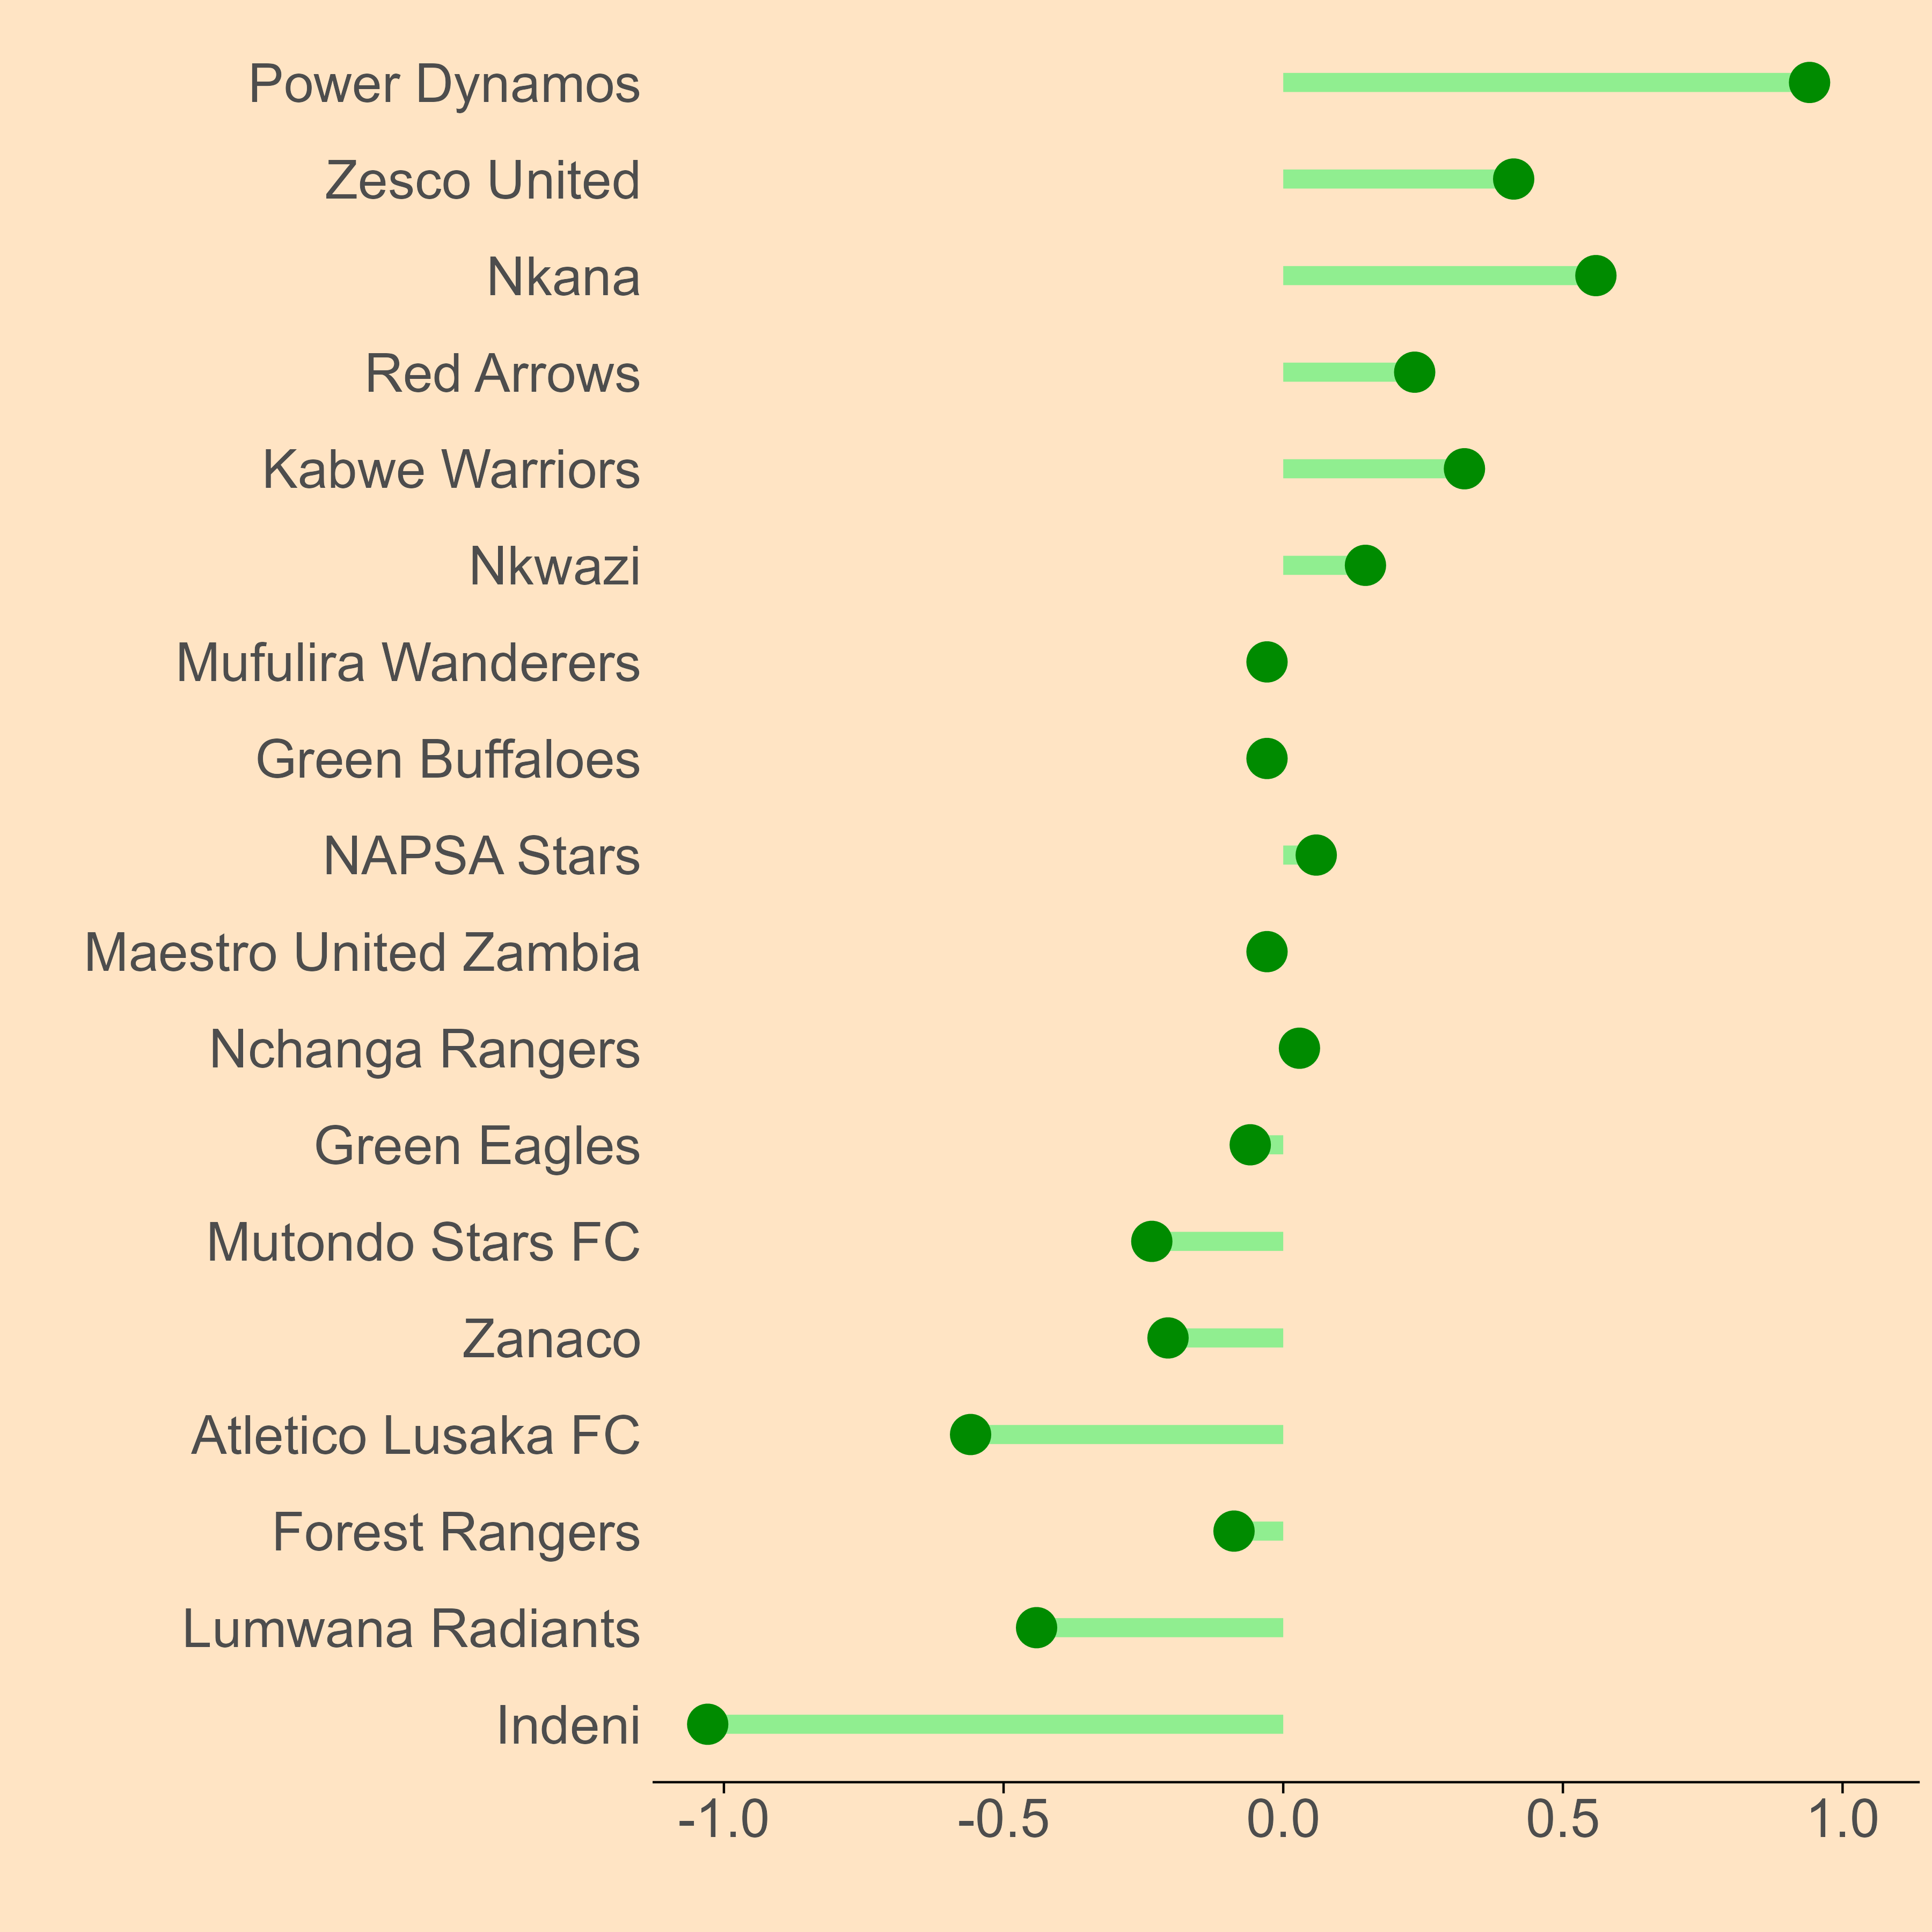 Power Dynamos
Zesco United
Nkana
Red Arrows
Kabwe Warriors
Nkwazi
Mufulira Wanderers
Green Buffaloes
NAPSA Stars
Maestro United Zambia
Nchanga Rangers
Green Eagles
Mutondo Stars FC
Zanaco
Atletico Lusaka FC
Forest Rangers
Lumwana Radiants
Indeni
-1.0 -0.5 0.0 0.5 1.0